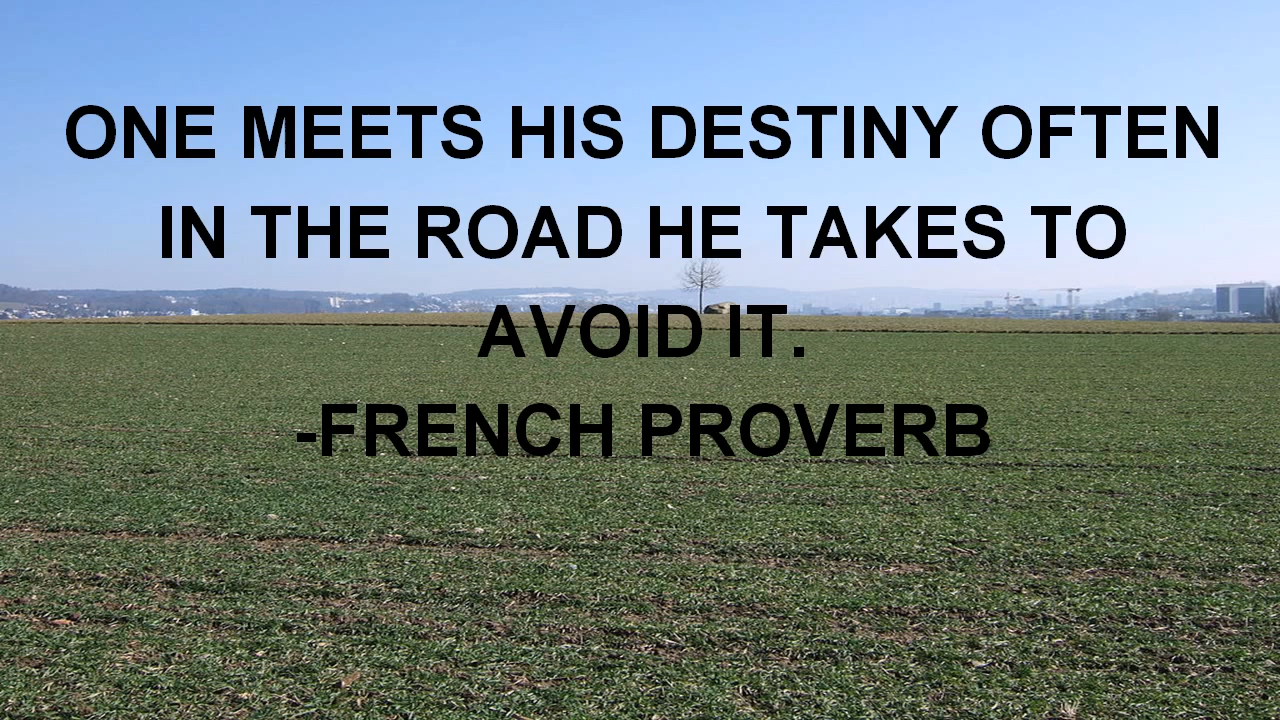 ONE MEETS HIS DESTINY OFTEN
IN THE ROAD HE TAKES TO
AVOID IT.
-FRENCH PROVERB